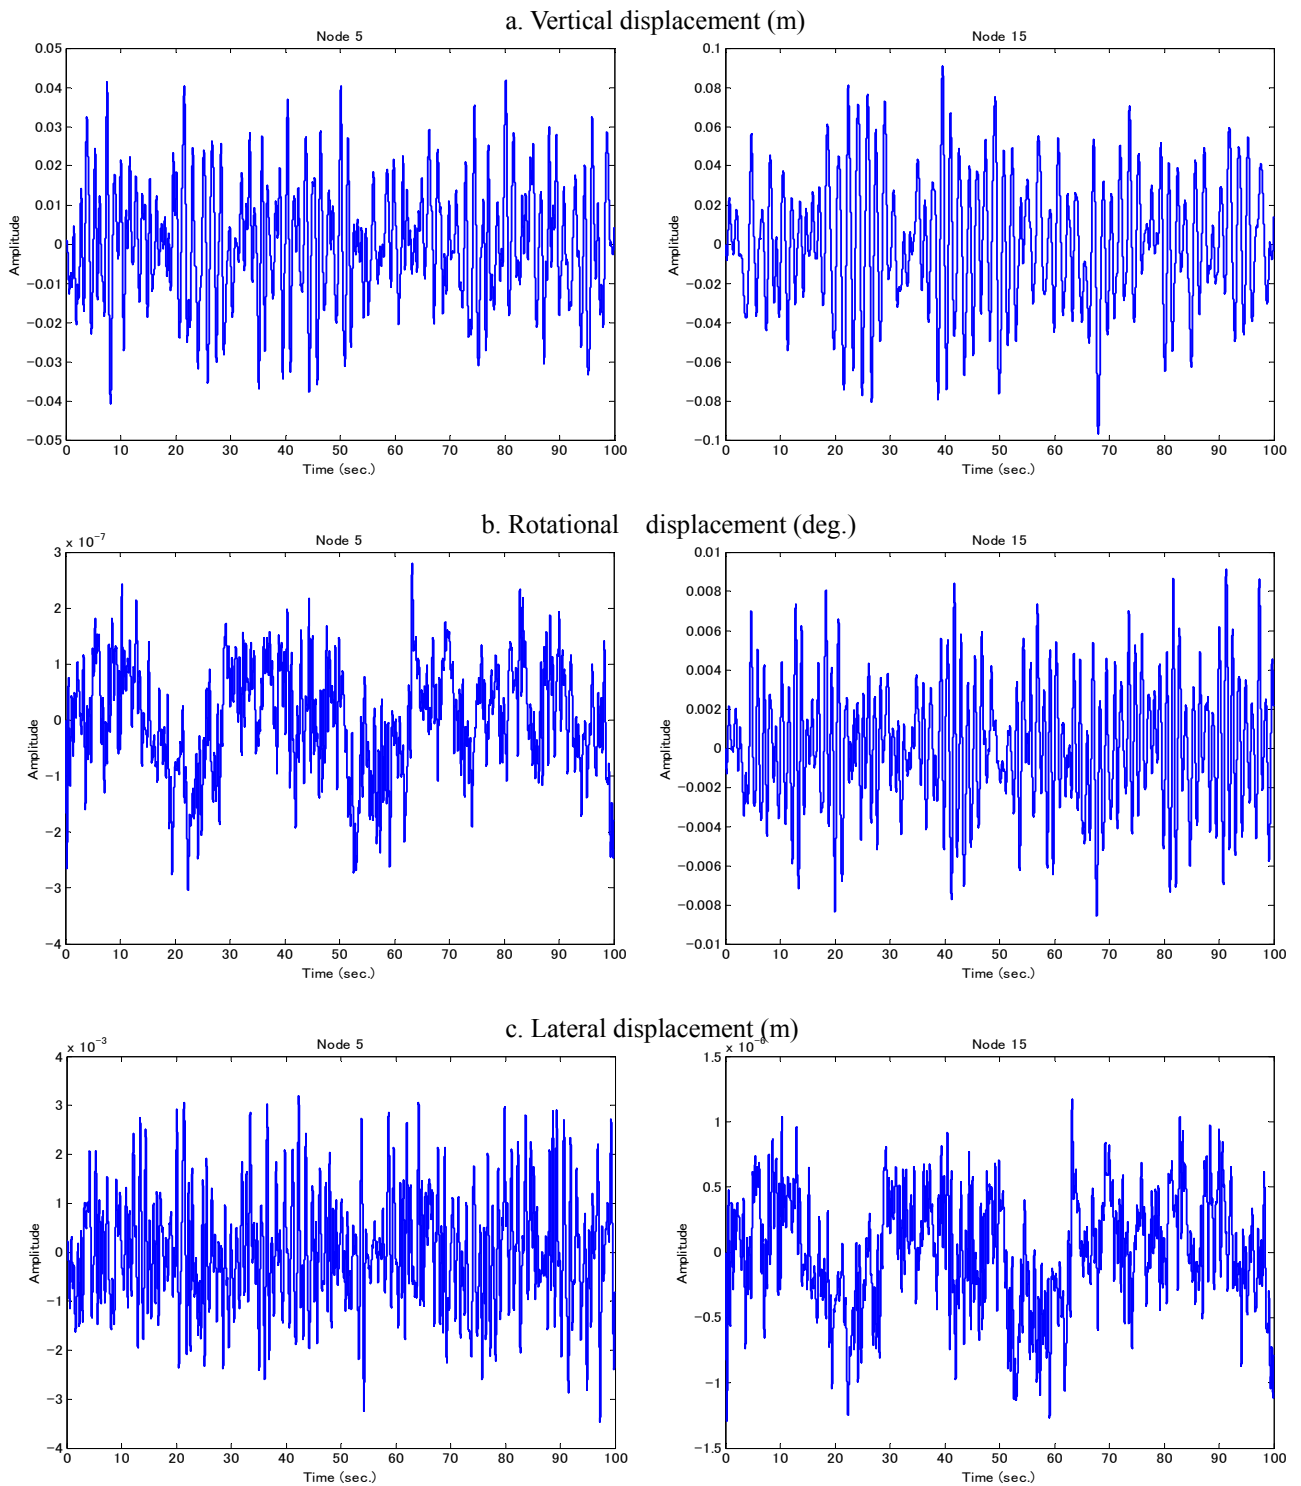 a. Vertical displacement (m)
Node 5
Node 15
0.05
0.04
0.03
0.02
0.01
0
−0.01
−0.02
−0.03
−0.04
−0.05
Amplitude
0 10 20 30 40 50 60 70 80 90 100
Time (sec.)
0.1
0.08
0.06
0.04
0.02
0
−0.02
−0.04
−0.06
−0.08
−0.1
Amplitude
0 10 20 30 40 50 60 70 80 90 100
Time (sec.)
b. Rotational displacement (deg.)
Node 5
Node 15
x 10⁻⁷
3
2
1
0
−1
−2
−3
−4
Amplitude
0 10 20 30 40 50 60 70 80 90 100
Time (sec.)
0.01
0.008
0.006
0.004
0.002
0
−0.002
−0.004
−0.006
−0.008
−0.01
Amplitude
0 10 20 30 40 50 60 70 80 90 100
Time (sec.)
c. Lateral displacement (m)
Node 5
Node 15
x 10⁻³
4
3
2
1
0
−1
−2
−3
−4
Amplitude
0 10 20 30 40 50 60 70 80 90 100
Time (sec.)
x 10⁻⁶
1.5
1
0.5
0
−0.5
−1
−1.5
Amplitude
0 10 20 30 40 50 60 70 80 90 100
Time (sec.)